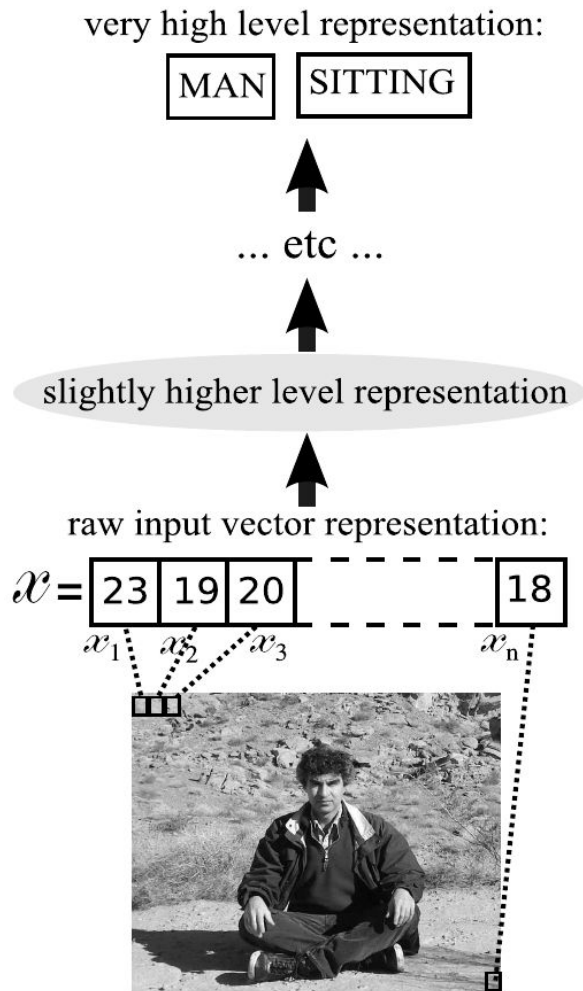 very high level representation:
MAN SITTING
... etc ...
slightly higher level representation
raw input vector representation:
x = 23 19 20 18
x1 x2 x3 xn